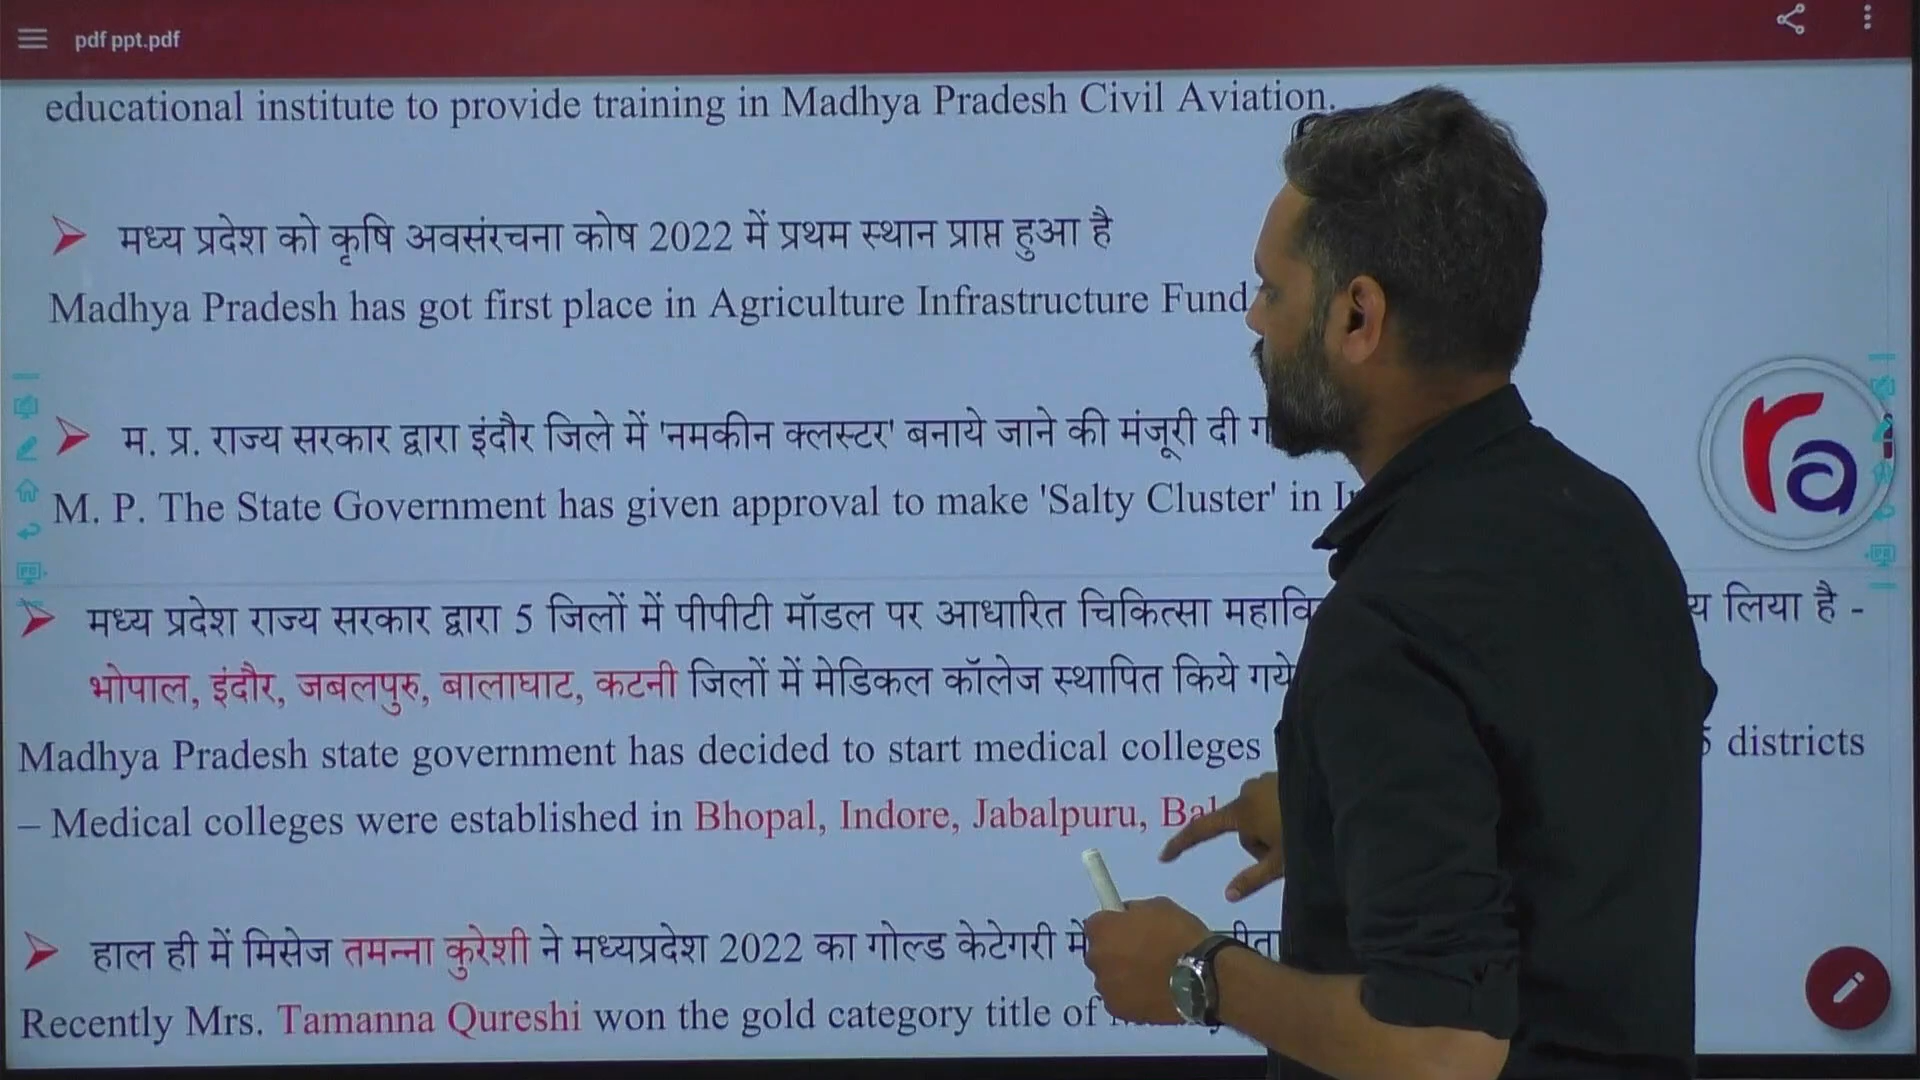 pdf ppt.pdf
educational institute to provide training in Madhya Pradesh Civil Aviation.
मध्य प्रदेश को कृषि अवसंरचना कोष 2022 में प्रथम स्थान प्राप्त हुआ है
Madhya Pradesh has got first place in Agriculture Infrastructure Fund
म. प्र. राज्य सरकार द्वारा इंदौर जिले में 'नमकीन क्लस्टर' बनाये जाने की मंजूरी दी
M. P. The State Government has given approval to make 'Salty Cluster' in
ra
मध्य प्रदेश राज्य सरकार द्वारा 5 जिलों में पीपीटी मॉडल पर आधारित चिकित्सा लिया है -
भोपाल, इंदौर, जबलपुरु, बालाघाट, कटनी जिलों में मेडिकल कॉलेज स्थापित किये गये
Madhya Pradesh state government has decided to start medical colleges districts
– Medical colleges were established in Bhopal, Indore, Jabalpuru,
हाल ही में मिसेज तमन्ना कुरेशी ने मध्यप्रदेश 2022 का गोल्ड केटेगरी में
Recently Mrs. Tamanna Qureshi won the gold category title of